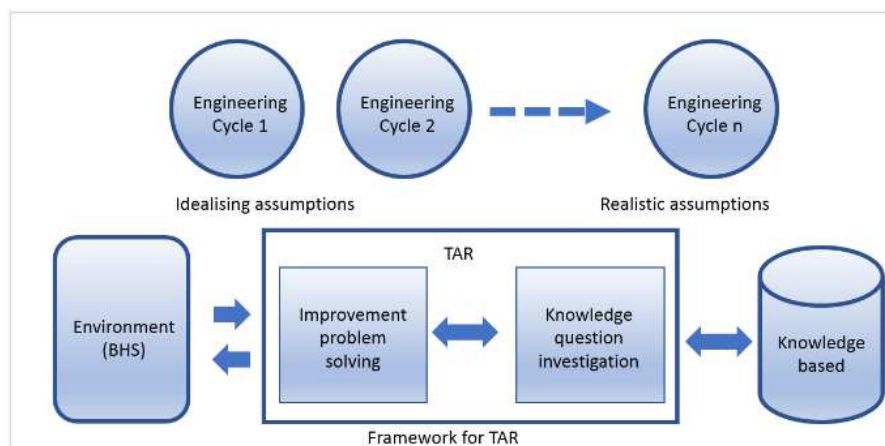 Engineering
Cycle 1
Engineering
Cycle 2
Engineering
Cycle n
Idealising assumptions
Realistic assumptions
TAR
Environment
(BHS)
Improvement
problem
solving
Knowledge
question
investigation
Knowledge
based
Framework for TAR